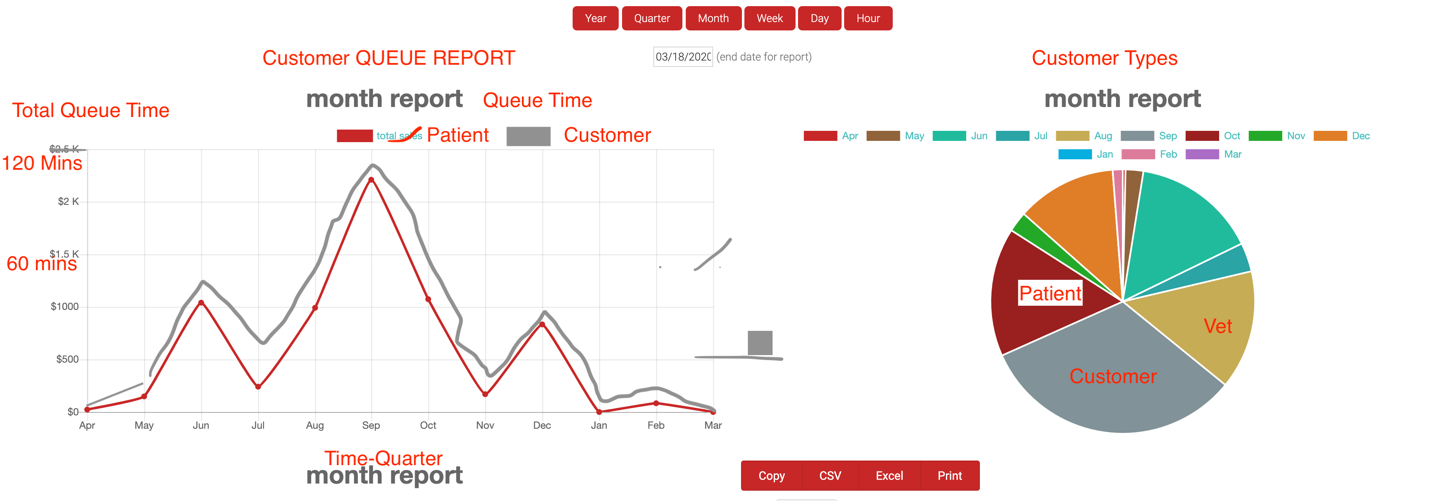 Year Quarter Month Week Day Hour
Customer QUEUE REPORT
03/18/2020 (end date for report)
Customer Types
month report
Queue Time
month report
Total Queue Time
total sales
Patient
Customer
Apr May Jun Jul Aug Sep Oct Nov Dec
Jan Feb Mar
$2.5 K
120 Mins
$2 K
$1.5 K
60 mins
$1000
$500
$0
Apr May Jun Jul Aug Sep Oct Nov Dec Jan Feb Mar
Patient
Vet
Customer
Time-Quarter
month report
Copy CSV Excel Print